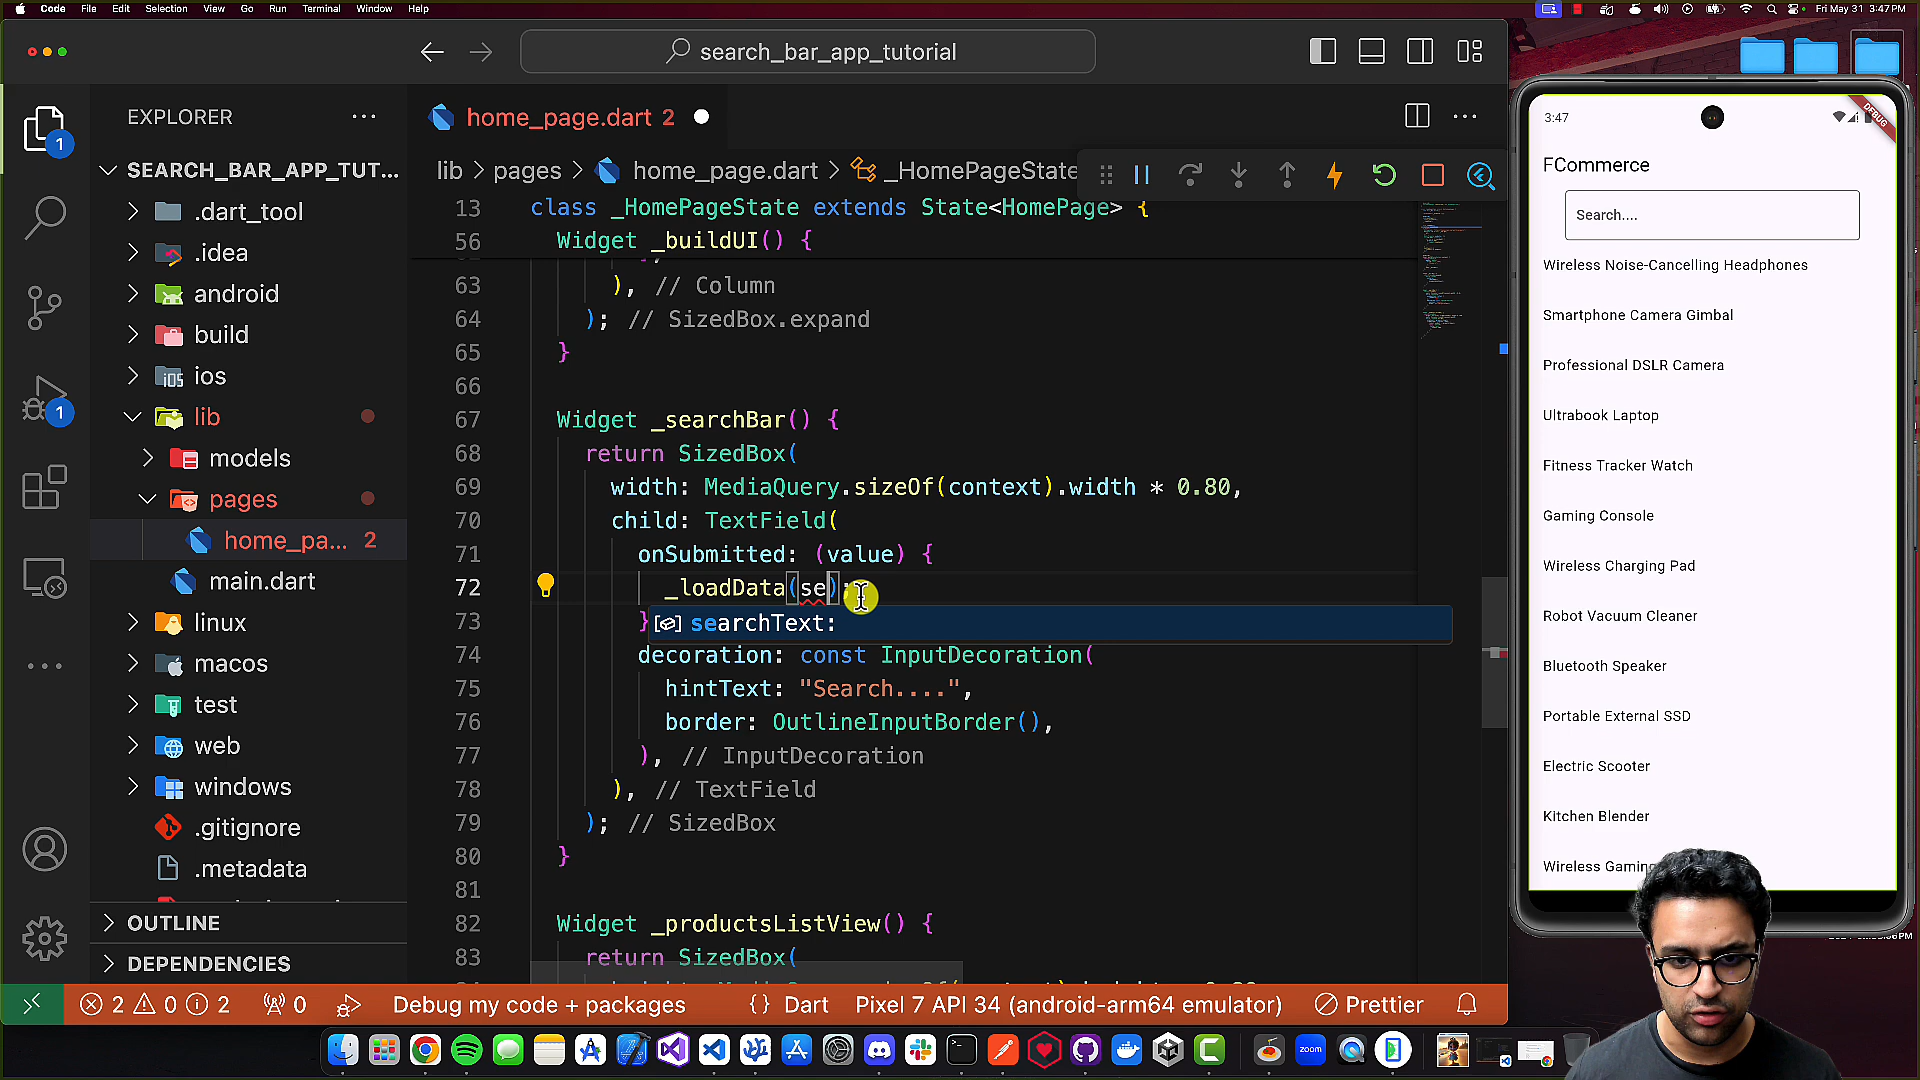 Code File Edit Selection View Go Run Terminal Window Help
Fri May 31 3:47 PM
search_bar_app_tutorial
EXPLORER
1
SEARCH_BAR_APP_TUT...
.dart_tool
.idea
android
build
ios
lib
models
pages
home_pa... 2
main.dart
linux
macos
test
web
windows
.gitignore
.metadata
OUTLINE
DEPENDENCIES
1
home_page.dart 2
lib > pages > home_page.dart > _HomePageState
13 class _HomePageState extends State<HomePage> {
56 Widget _buildUI() {
63 ), // Column
64 ); // SizedBox.expand
65 }
66
67 Widget _searchBar() {
68 return SizedBox(
69 width: MediaQuery.sizeOf(context).width * 0.80,
70 child: TextField(
71 onSubmitted: (value) {
72 _loadData(se);
searchText:
73 }
74 decoration: const InputDecoration(
75 hintText: "Search....",
76 border: OutlineInputBorder(),
77 ), // InputDecoration
78 ), // TextField
79 ); // SizedBox
80 }
81
82 Widget _productsListView() {
83 return SizedBox(
2 0 2 0 Debug my code + packages {} Dart Pixel 7 API 34 (android-arm64 emulator) Prettier
3:47
DEBUG
FCommerce
Search....
Wireless Noise-Cancelling Headphones
Smartphone Camera Gimbal
Professional DSLR Camera
Ultrabook Laptop
Fitness Tracker Watch
Gaming Console
Wireless Charging Pad
Robot Vacuum Cleaner
Bluetooth Speaker
Portable External SSD
Electric Scooter
Kitchen Blender
Wireless Gaming
zoom